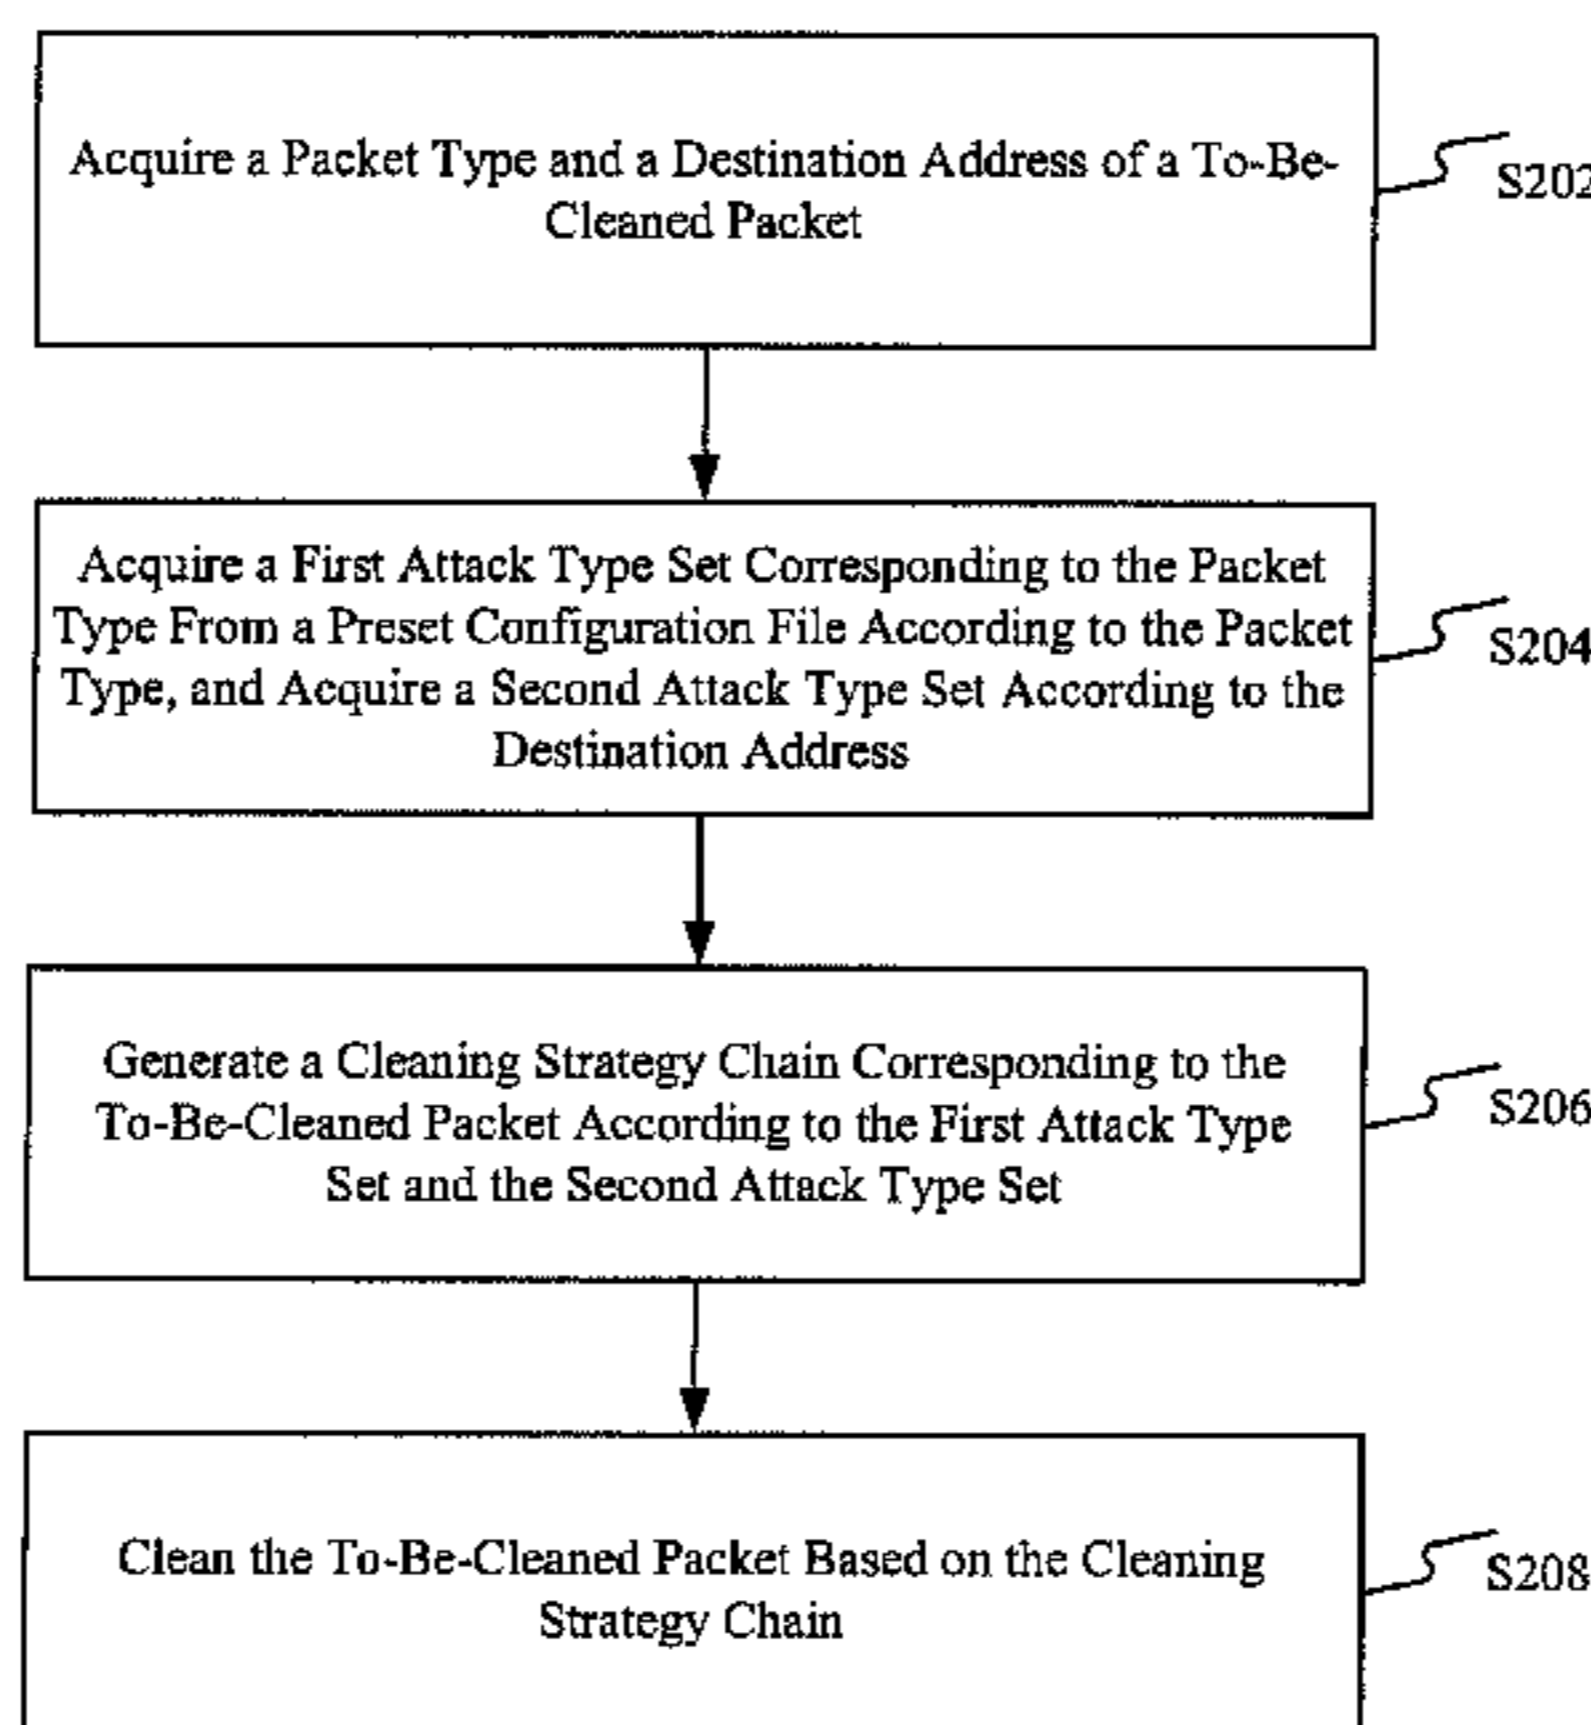 Acquire a Packet Type and a Destination Address of a To-Be-
Cleaned Packet
S202
Acquire a First Attack Type Set Corresponding to the Packet
Type From a Preset Configuration File According to the Packet
Type, and Acquire a Second Attack Type Set According to the
Destination Address
S204
Generate a Cleaning Strategy Chain Corresponding to the
To-Be-Cleaned Packet According to the First Attack Type
Set and the Second Attack Type Set
S206
Clean the To-Be-Cleaned Packet Based on the Cleaning
Strategy Chain
S208